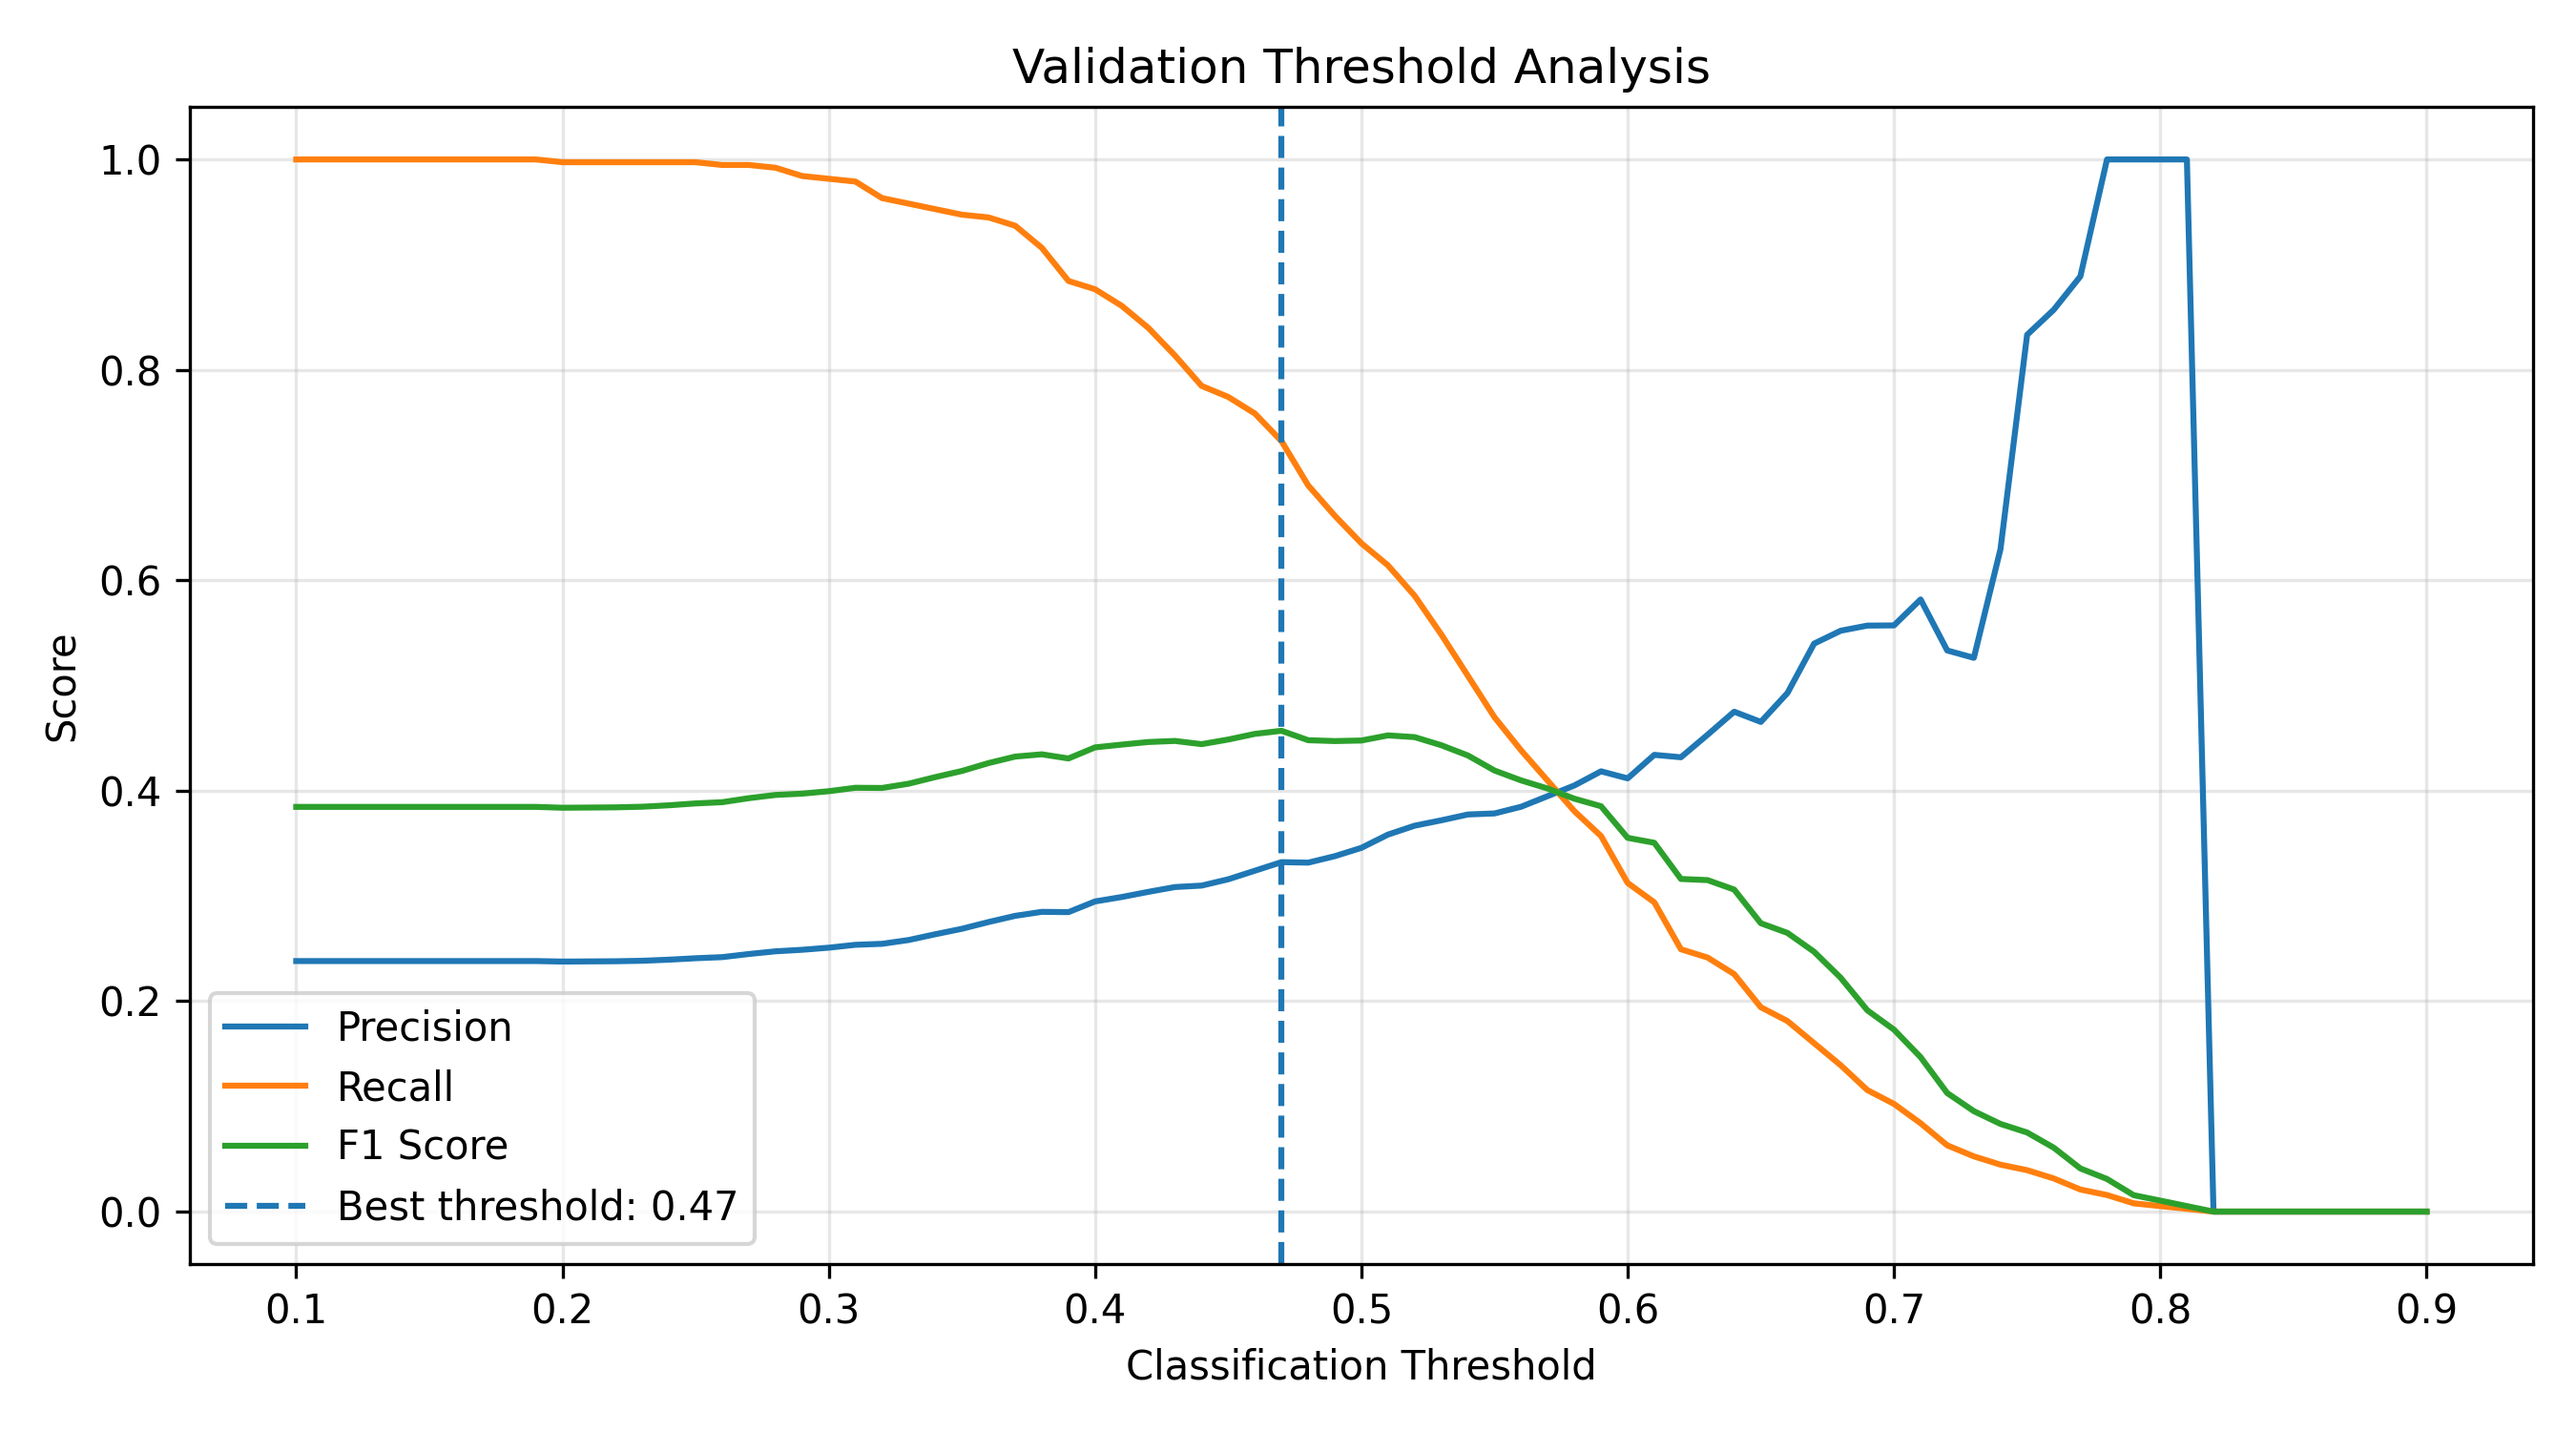 Validation Threshold Analysis
Score
1.0
0.8
0.6
0.4
0.2
0.0
Precision
Recall
F1 Score
Best threshold: 0.47
0.1 0.2 0.3 0.4 0.5 0.6 0.7 0.8 0.9
Classification Threshold